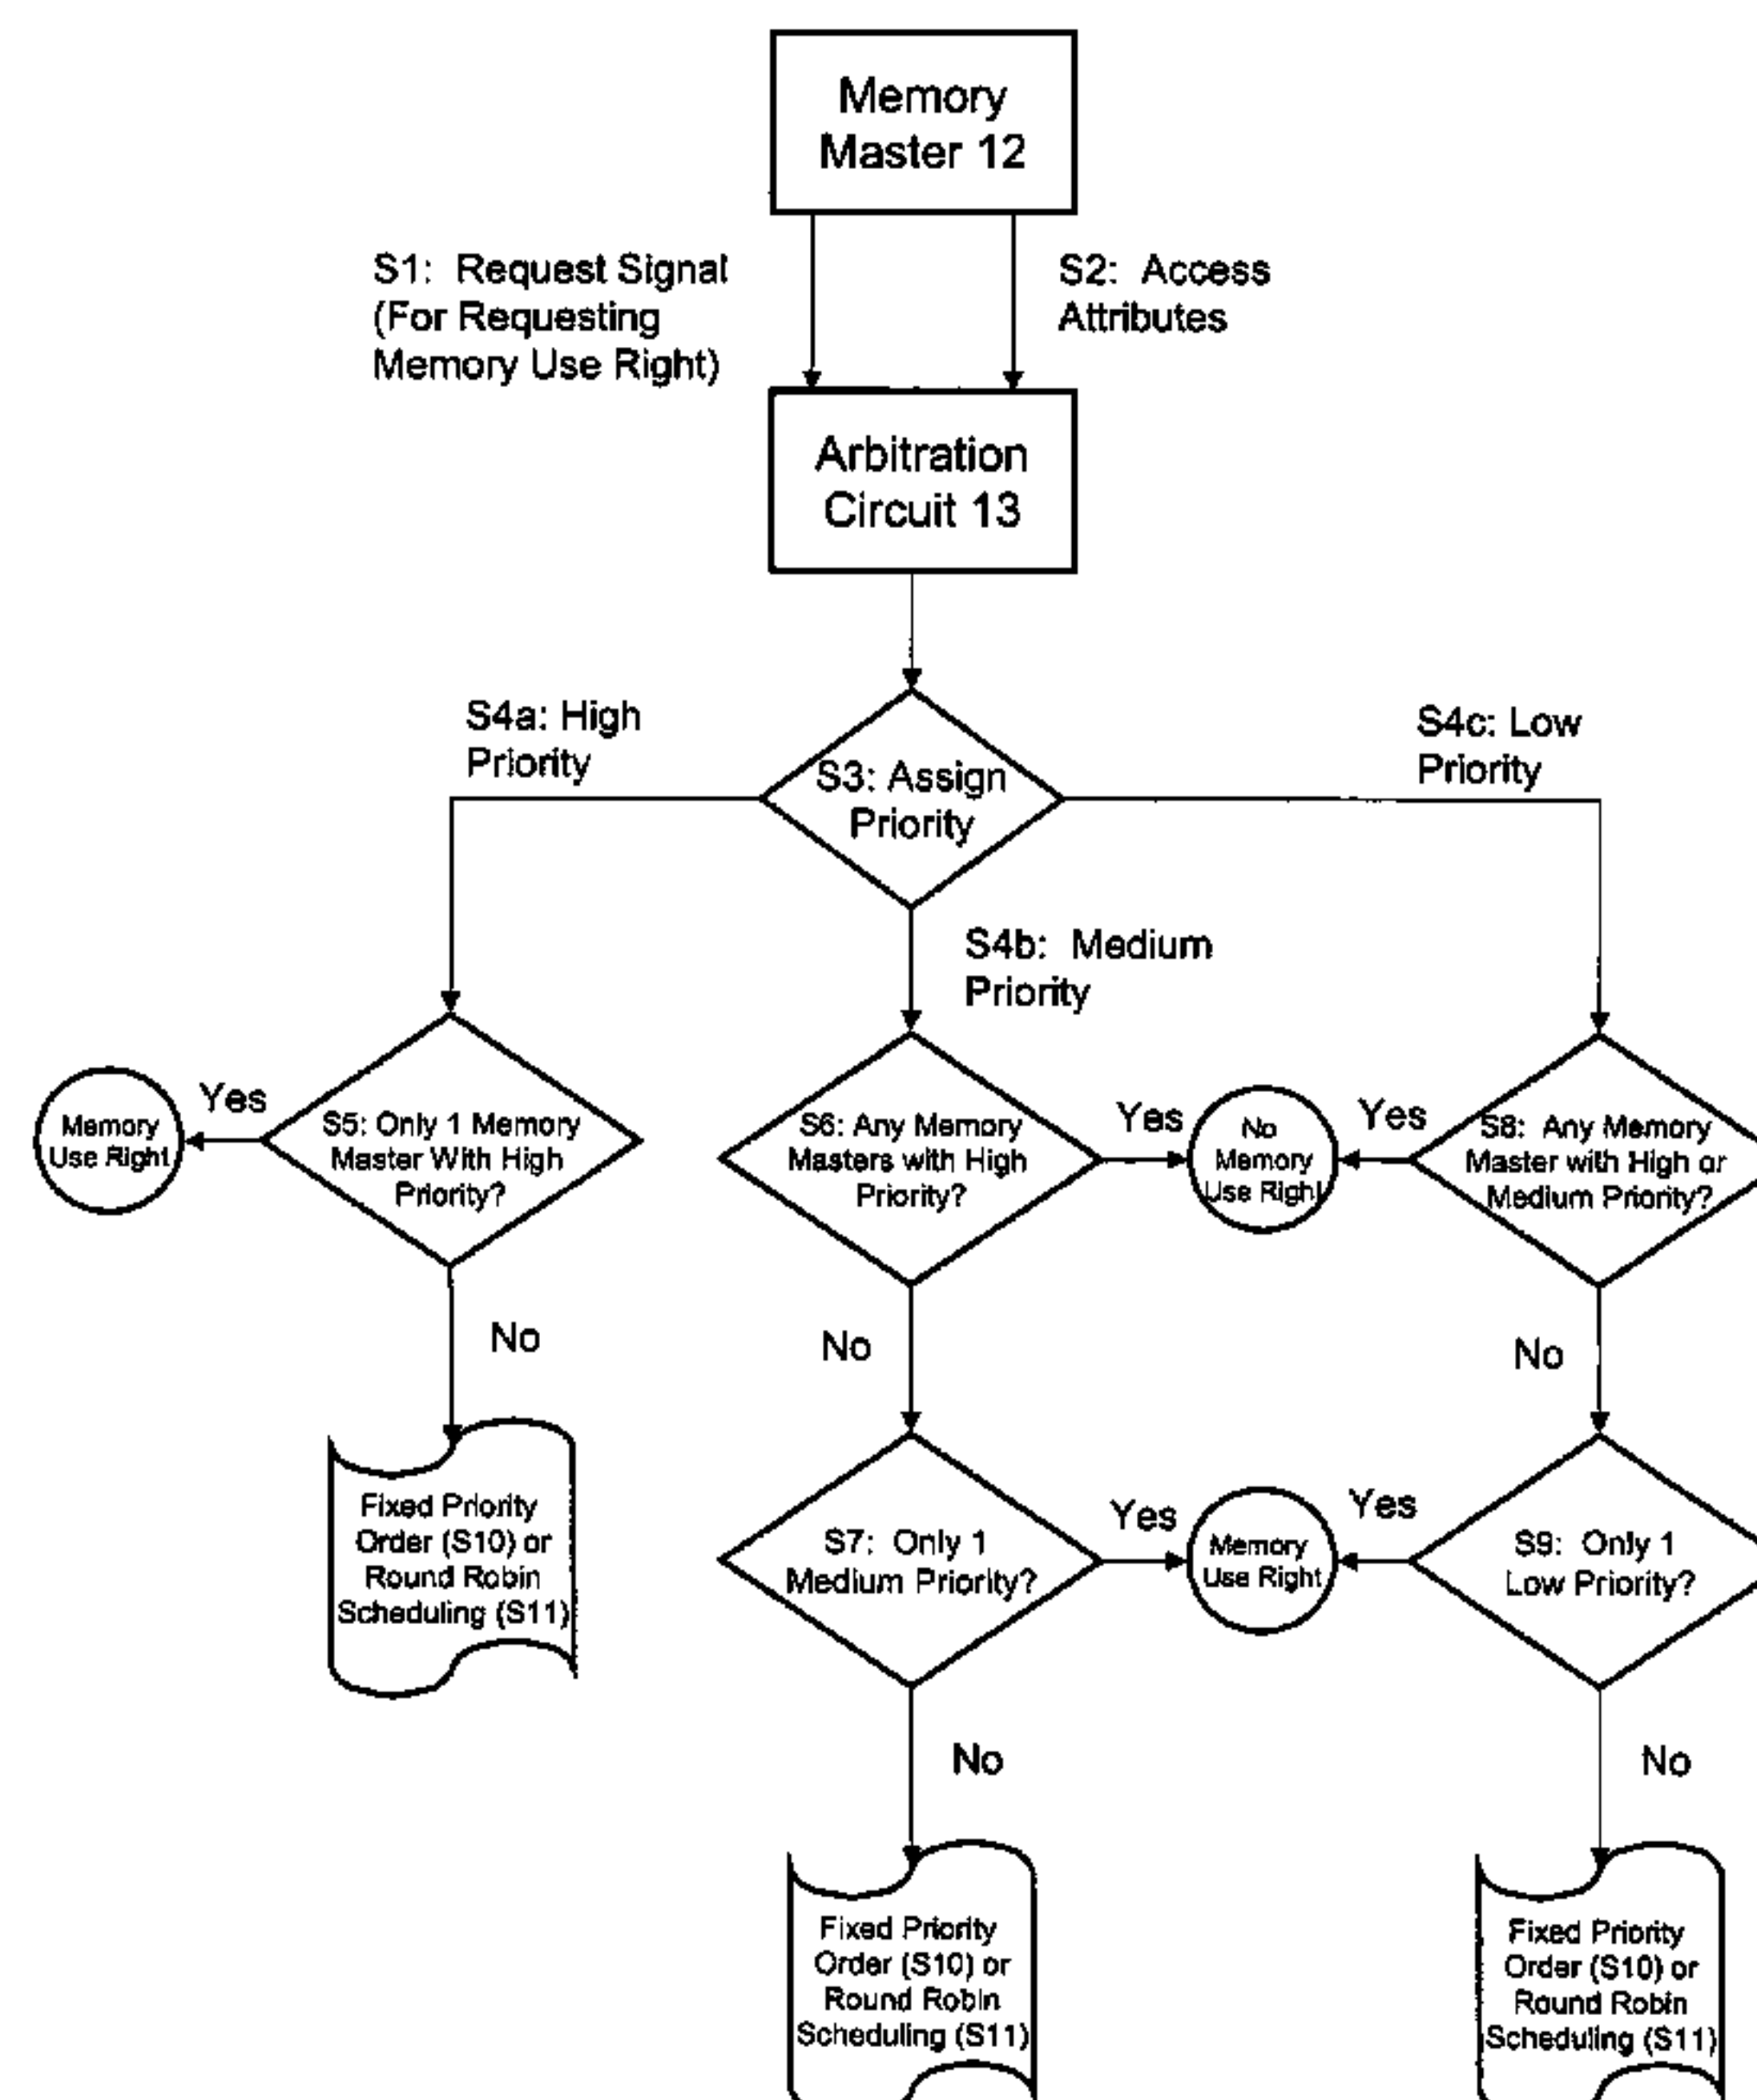 Memory
Master 12
S1: Request Signal
(For Requesting
Memory Use Right)
S2: Access
Attributes
Arbitration
Circuit 13
S4a: High
Priority
S3: Assign
Priority
S4c: Low
Priority
S4b: Medium
Priority
Memory
Use Right
Yes
S5: Only 1 Memory
Master With High
Priority?
S6: Any Memory
Masters with High
Priority?
Yes
No
Memory
Use Right
Yes
S8: Any Memory
Master with High or
Medium Priority?
No
No
No
Fixed Priority
Order (S10) or
Round Robin
Scheduling (S11)
S7: Only 1
Medium Priority?
Yes
Memory
Use Right
Yes
S9: Only 1
Low Priority?
No
No
Fixed Priority
Order (S10) or
Round Robin
Scheduling (S11)
Fixed Priority
Order (S10) or
Round Robin
Scheduling (S11)